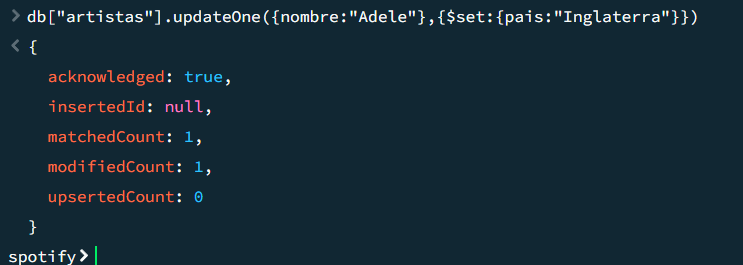 > db["artistas"].updateOne({nombre:"Adele"},{$set:{pais:"Inglaterra"}})
< {
acknowledged: true,
insertedId: null,
matchedCount: 1,
modifiedCount: 1,
upsertedCount: 0
}
spotify>